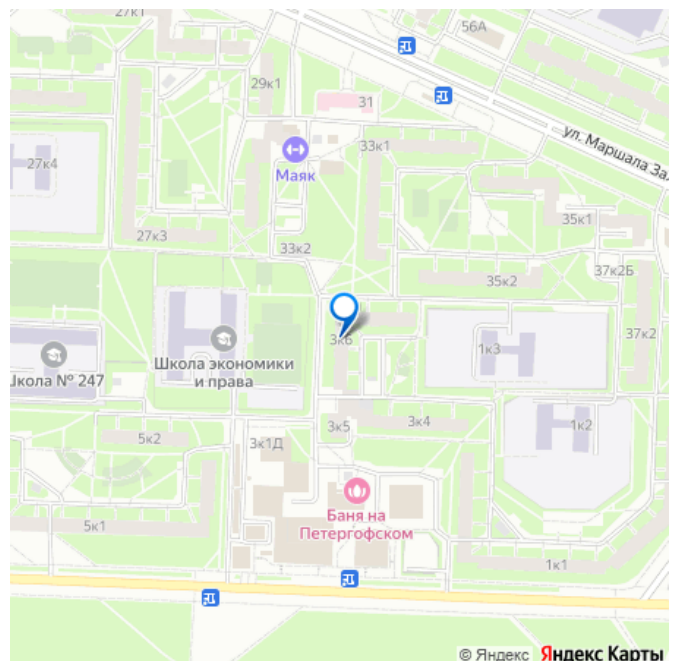 27к1
56А
29к1
31
ул. Маршала За
33к1
27к4
Маяк
35к1
27к3
33к2
37к2Б
35к2
3к6
37к2
1к3
Школа экономики
и права
Школа № 247
3к4
1к2
3к5
5к2
3к1Д
Баня на
Петергофском
5к1
1к1
© Яндекс Яндекс Карты